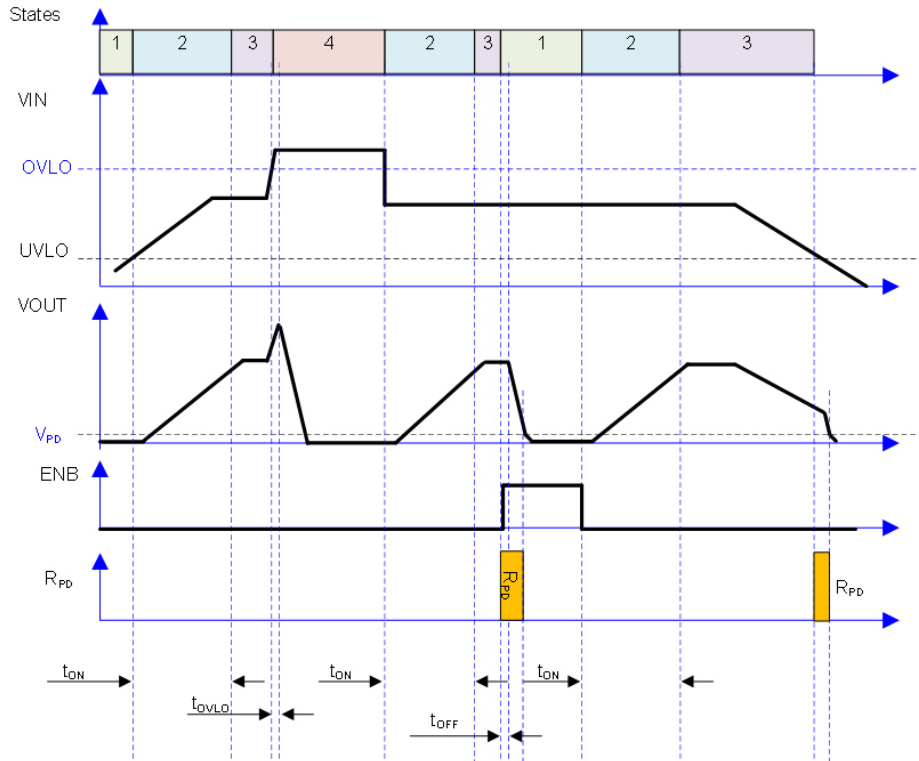 States
1 2 3 4 2 3 1 2 3
VIN
OVLO
UVLO
VOUT
VPD
ENB
RPD
RPD
RPD
tON tON tON
tOVLO
tOFF